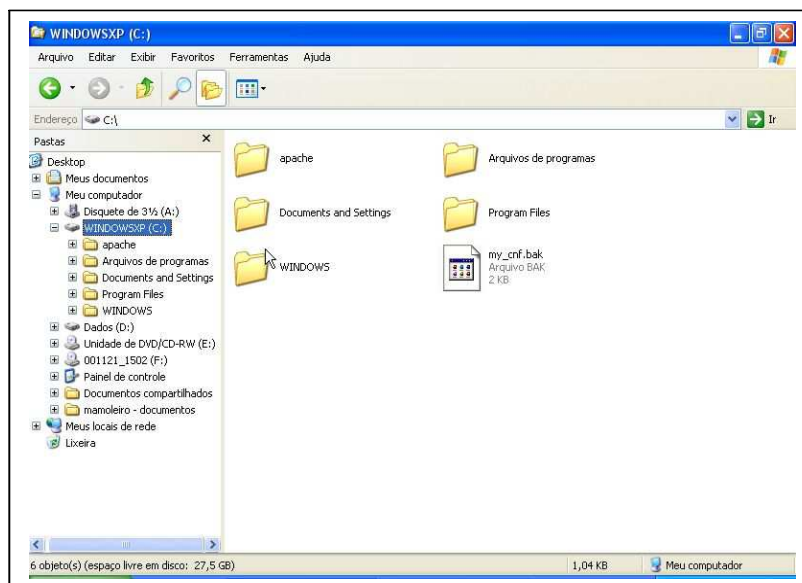 WINDOWSXP (C:)
Arquivo Editar Exibir Favoritos Ferramentas Ajuda
Endereço C:\ Ir
Pastas
Desktop
Meus documentos
Meu computador
Disquete de 3½ (A:)
WINDOWSXP (C:)
apache
Arquivos de programas
Documents and Settings
Program Files
WINDOWS
Dados (D:)
Unidade de DVD/CD-RW (E:)
001121_1502 (F:)
Painel de controle
Documentos compartilhados
mamoleiro - documentos
Meus locais de rede
Lixeira
apache
Arquivos de programas
Documents and Settings
Program Files
WINDOWS
my_cnf.bak
Arquivo BAK
2 KB
6 objeto(s) (espaço livre em disco: 27,5 GB) 1,04 KB Meu computador